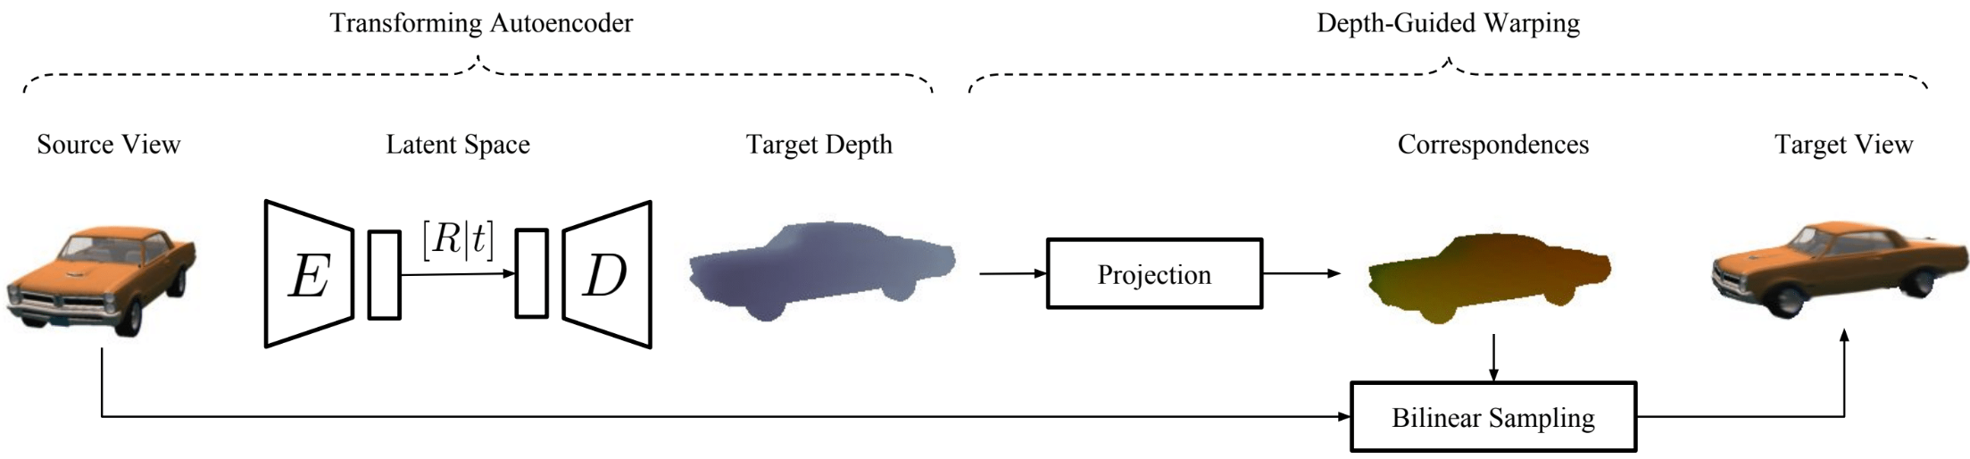 Transforming Autoencoder
Depth-Guided Warping
Source View
Latent Space
Target Depth
Correspondences
Target View
E
[R|t]
D
Projection
Bilinear Sampling